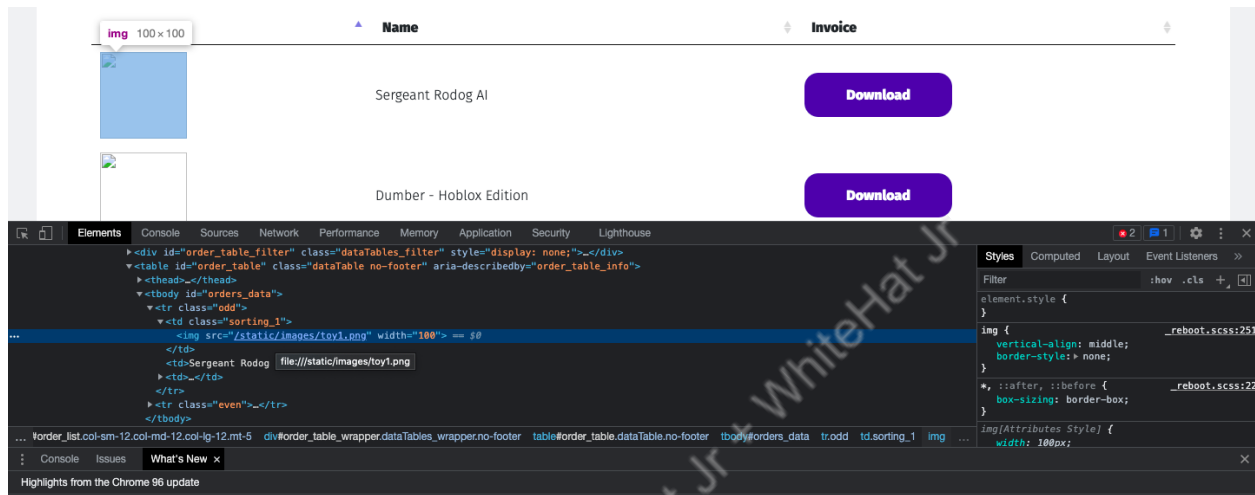 img 100 × 100
Name
Invoice
Sergeant Rodog AI
Download
Dumber - Hoblox Edition
Download
Elements Console Sources Network Performance Memory Application Security Lighthouse
2 1
<div id="order_table_filter" class="dataTables_filter" style="display: none;">…</div>
<table id="order_table" class="dataTable no-footer" aria-describedby="order_table_info">
<thead>…</thead>
<tbody id="orders_data">
<tr class="odd">
<td class="sorting_1">
... <img src="/static/images/toy1.png" width="100"> == $0
</td>
<td>Sergeant Rodog
file:///static/images/toy1.png
<td>…</td>
</tr>
<tr class="even">…</tr>
</tbody>
... #order_list.col-sm-12.col-md-12.col-lg-12.mt-5 div#order_table_wrapper.dataTables_wrapper.no-footer table#order_table.dataTable.no-footer tbody#orders_data tr.odd td.sorting_1 img ...
Styles Computed Layout Event Listeners »
Filter :hov .cls +
element.style {
}
img { _reboot.scss:251
vertical-align: middle;
border-style: none;
}
*, ::after, ::before { _reboot.scss:22
box-sizing: border-box;
}
img[Attributes Style] {
width: 100px;
Console Issues What's New ×
Highlights from the Chrome 96 update
t Jr + WhiteHat Jr